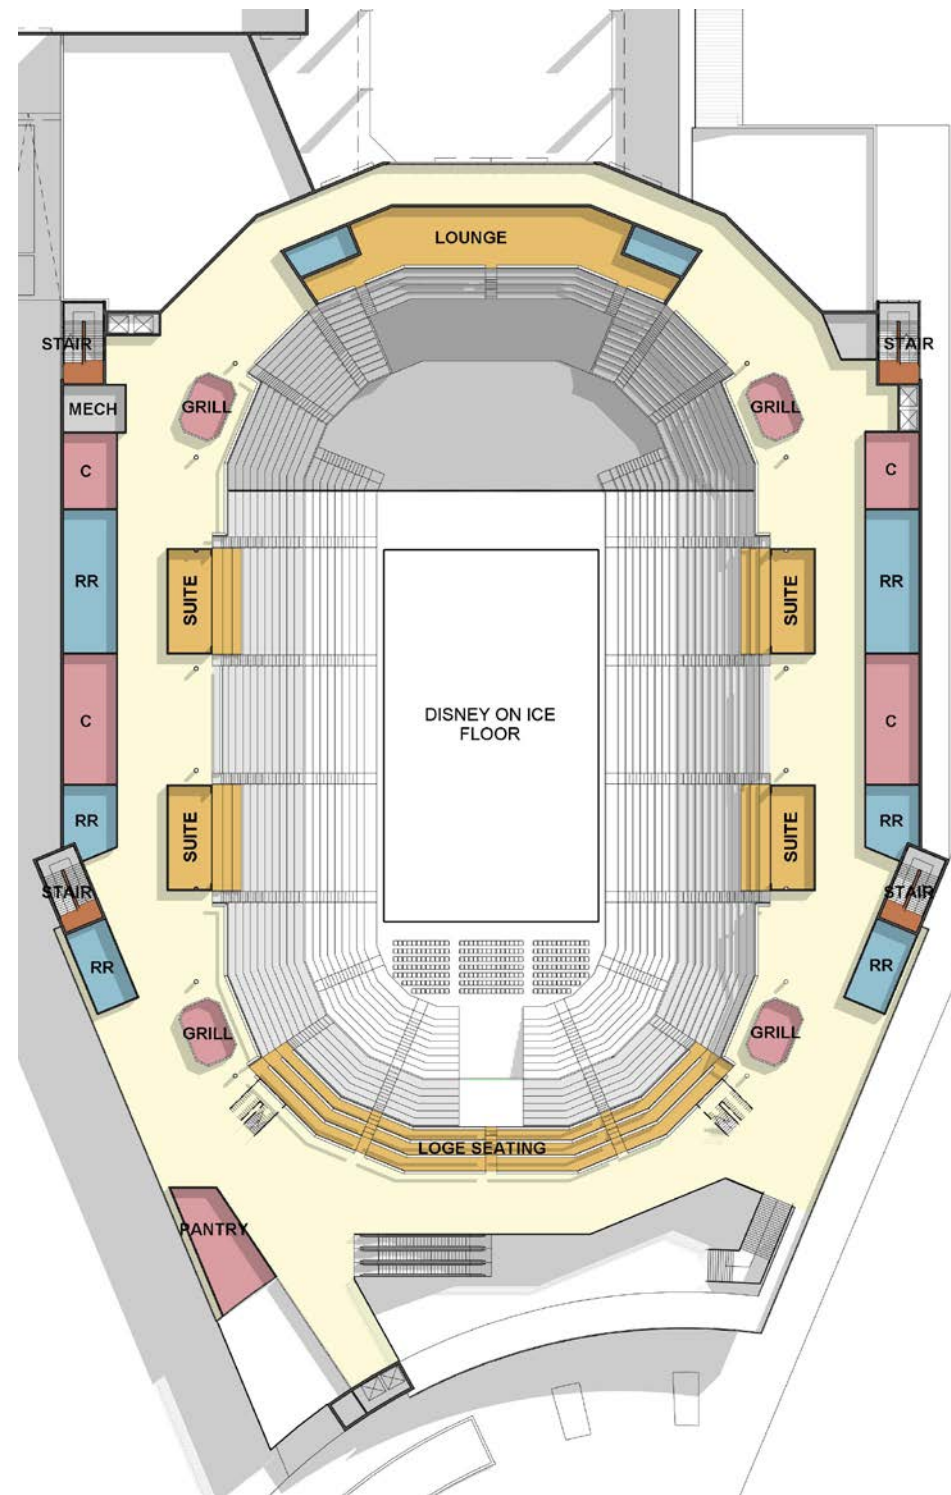 LOUNGE
STAIR
STAIR
MECH
GRILL
GRILL
C
C
RR
RR
SUITE
SUITE
C
DISNEY ON ICE
FLOOR
C
RR
SUITE
SUITE
RR
STAIR
STAIR
RR
RR
GRILL
GRILL
LOGE SEATING
PANTRY